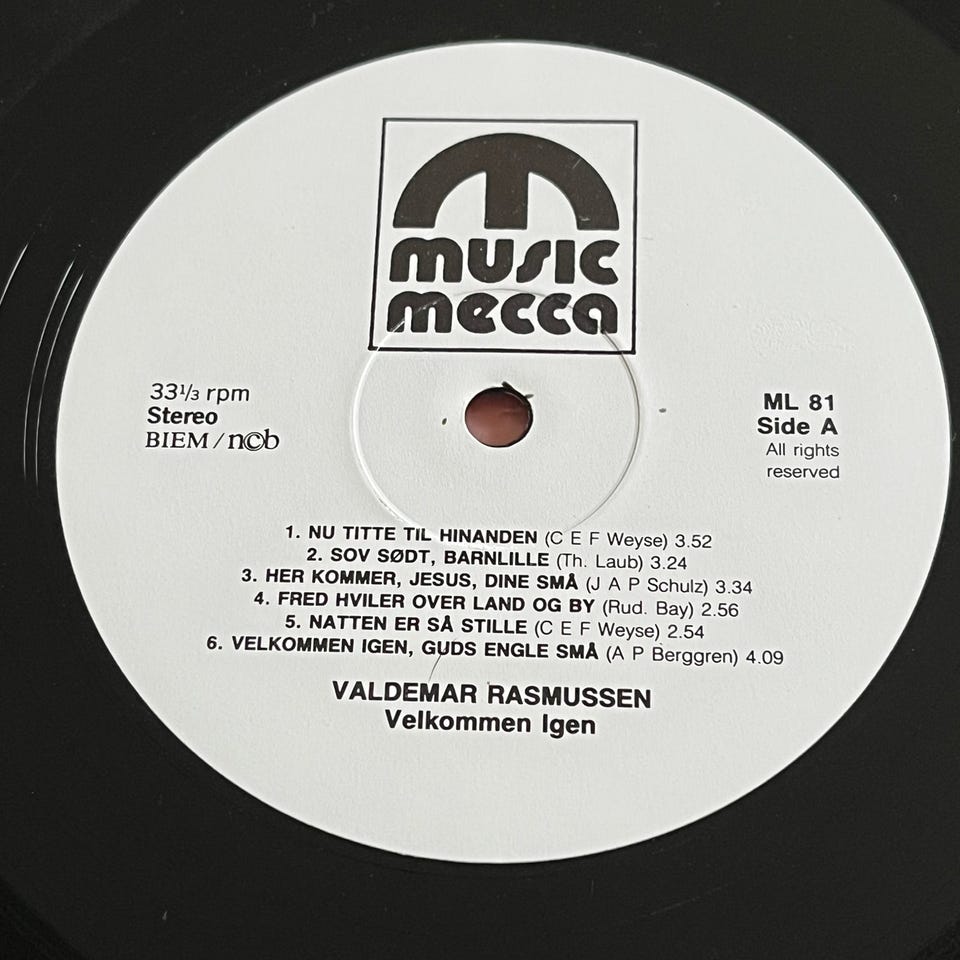 music
mecca
33⅓ rpm
Stereo
BIEM/n©b
ML 81
Side A
All rights
reserved
1. NU TITTE TIL HINANDEN (C E F Weyse) 3.52
2. SOV SØDT, BARNLILLE (Th. Laub) 3.24
3. HER KOMMER, JESUS, DINE SMÅ (J A P Schulz) 3.34
4. FRED HVILER OVER LAND OG BY (Rud. Bay) 2.56
5. NATTEN ER SÅ STILLE (C E F Weyse) 2.54
6. VELKOMMEN IGEN, GUDS ENGLE SMÅ (A P Berggren) 4.09
VALDEMAR RASMUSSEN
Velkommen Igen